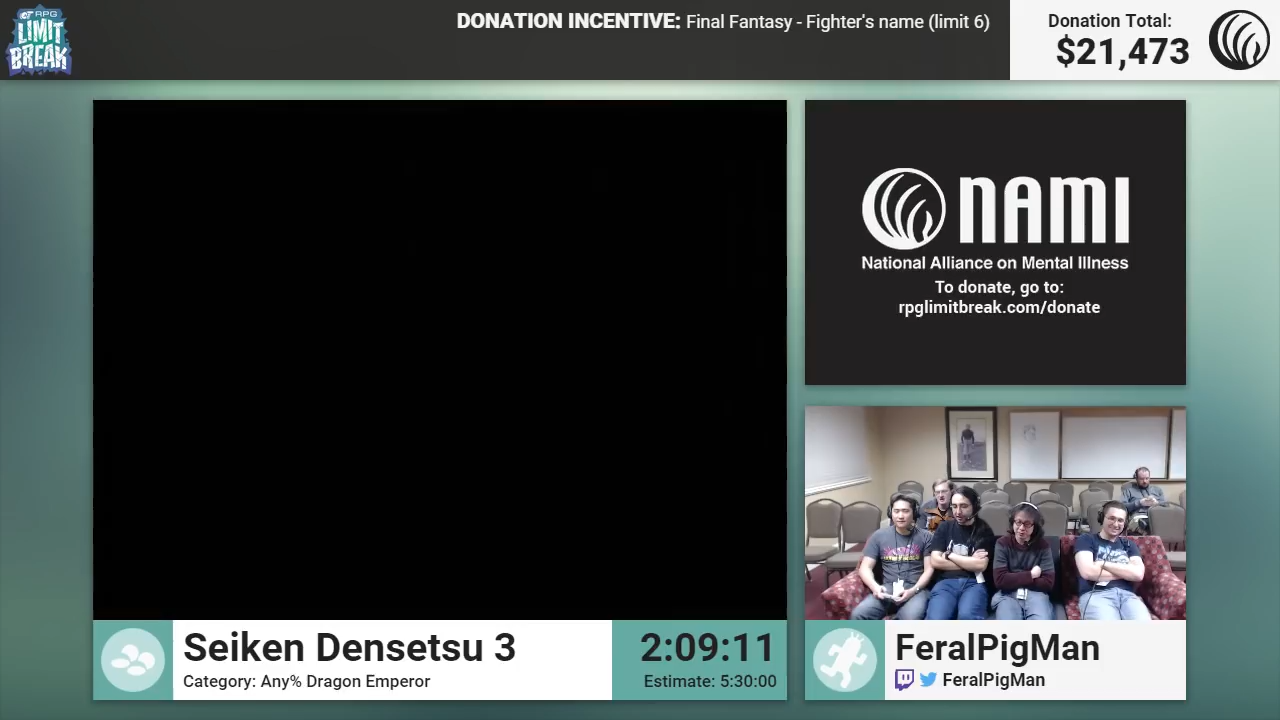 RPG
LIMIT
BREAK
DONATION INCENTIVE: Final Fantasy - Fighter's name (limit 6)
Donation Total:
$21,473
NAMI
National Alliance on Mental Illness
To donate, go to:
rpglimitbreak.com/donate
Seiken Densetsu 3
Category: Any% Dragon Emperor
2:09:11
Estimate: 5:30:00
FeralPigMan
FeralPigMan